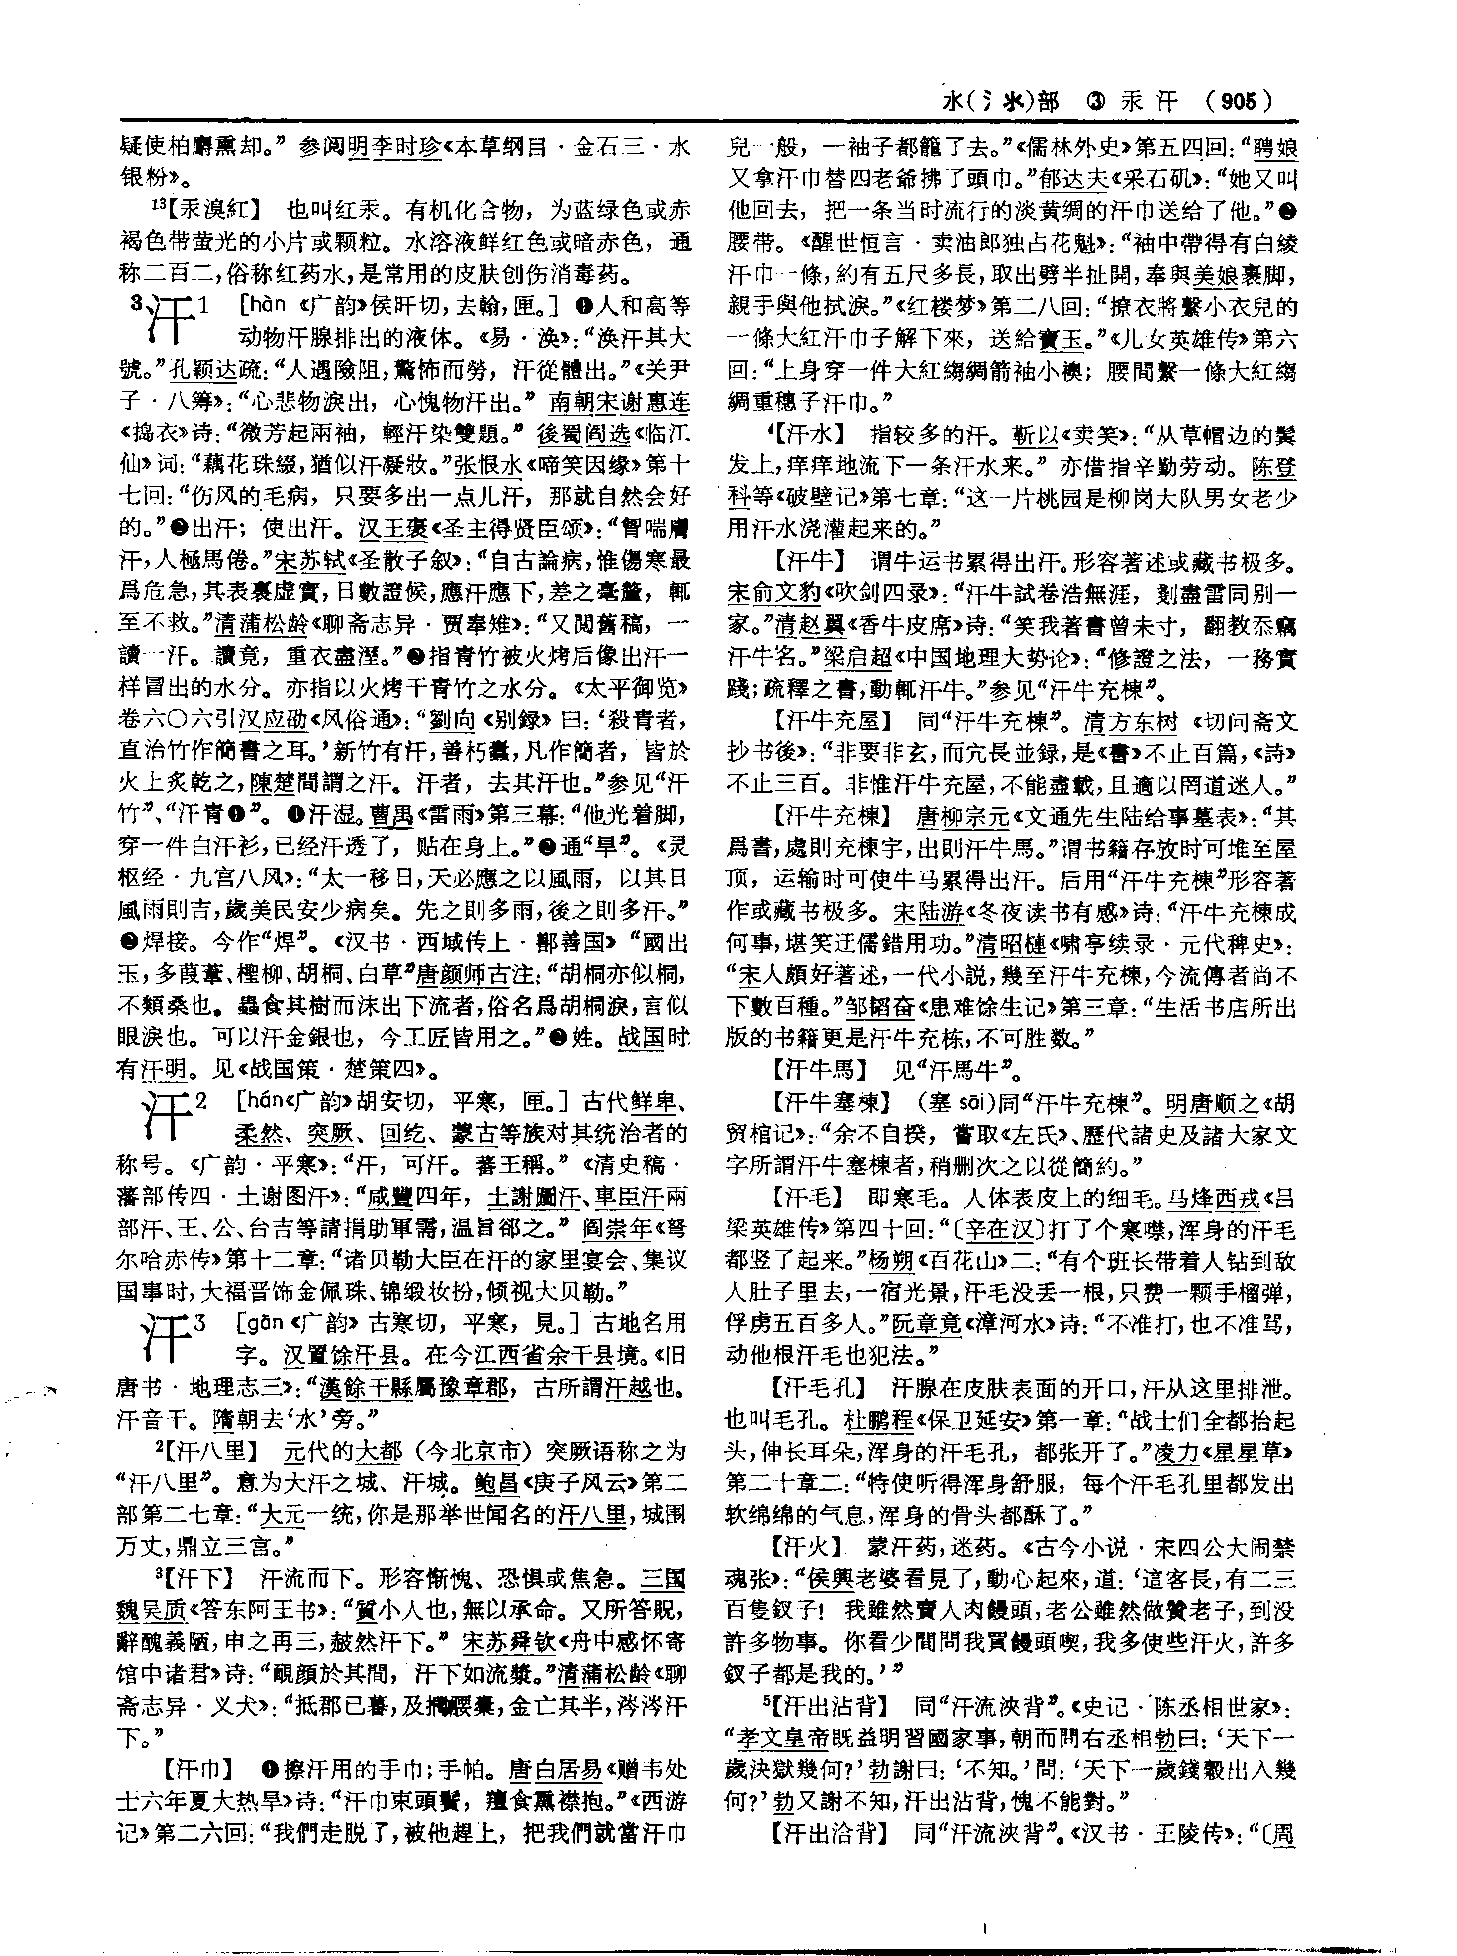 水(氵氺)部 ③ 汞 汗 (905)
疑使柏麝熏却。” 参阅明李时珍《本草纲目·金石三·水
银粉》。
13【汞溴紅】 也叫红汞。有机化合物，为蓝绿色或赤
褐色带萤光的小片或颗粒。水溶液鲜红色或暗赤色，通
称二百二，俗称红药水，是常用的皮肤创伤消毒药。
3汗1 [hàn《广韵》侯旰切，去翰，匣。] ❶人和高等
动物汗腺排出的液体。《易·涣》：“涣汗其大
號。”孔颖达疏：“人遇險阻，驚怖而勞，汗從體出。”《关尹
子·八筹》：“心悲物淚出，心愧物汗出。” 南朝宋谢惠连
《捣衣》诗：“微芳起兩袖，輕汗染雙題。” 後蜀阎选《临江
仙》词：“藕花珠綴，猶似汗凝妝。”张恨水《啼笑因缘》第十
七回：“伤风的毛病，只要多出一点儿汗，那就自然会好
的。”❷出汗；使出汗。汉王褒《圣主得贤臣颂》：“智喘膚
汗，人極馬倦。”宋苏轼《圣散子叙》：“自古論病，惟傷寒最
爲危急，其表裏虚實，日數證候，應汗應下，差之毫釐，輒
至不救。”清蒲松龄《聊斋志异·贾奉雉》：“又閲舊稿，一
讀一汗。讀竟，重衣盡溼。”❸指青竹被火烤后像出汗一
样冒出的水分。亦指以火烤干青竹之水分。《太平御览》
卷六〇六引汉应劭《风俗通》：“劉向《别録》曰：‘殺青者，
直治竹作簡書之耳。’新竹有汗，善朽蠹，凡作簡者，皆於
火上炙乾之，陳楚間謂之汗。汗者，去其汗也。”参见“汗
竹”、“汗青❶”。❹汗湿。曹禺《雷雨》第三幕：“他光着脚，
穿一件白汗衫，已经汗透了，贴在身上。”❺通“旱”。《灵
枢经·九宫八风》：“太一移日，天必應之以風雨，以其日
風雨則吉，歲美民安少病矣。先之則多雨，後之則多汗。”
❻焊接。今作“焊”。《汉书·西域传上·鄯善国》“國出
玉，多葭葦、檉柳、胡桐、白草”唐颜师古注：“胡桐亦似桐，
不類桑也。蟲食其樹而沫出下流者，俗名爲胡桐淚，言似
眼淚也。可以汗金銀也，今工匠皆用之。”❼姓。战国时
有汗明。见《战国策·楚策四》。
汗2 [hán《广韵》胡安切，平寒，匣。] 古代鲜卑、
柔然、突厥、回纥、蒙古等族对其统治者的
称号。《广韵·平寒》：“汗，可汗。蕃王稱。”《清史稿·
藩部传四·土谢图汗》：“咸豐四年，土謝圖汗、車臣汗兩
部汗、王、公、台吉等請捐助軍需，温旨郤之。” 阎崇年《努
尔哈赤传》第十二章：“诸贝勒大臣在汗的家里宴会、集议
国事时，大福晋饰金佩珠、锦缎妆扮，倾视大贝勒。”
汗3 [gān《广韵》古寒切，平寒，見。] 古地名用
字。汉置馀汗县。在今江西省余干县境。《旧
唐书·地理志三》：“漢餘干縣屬豫章郡，古所謂汗越也。
汗音干。隋朝去‘水’旁。”
2【汗八里】 元代的大都（今北京市）突厥语称之为
“汗八里”。意为大汗之城、汗城。鲍昌《庚子风云》第二
部第二七章：“大元一统，你是那举世闻名的汗八里，城围
万丈，鼎立三宫。”
3【汗下】 汗流而下。形容惭愧、恐惧或焦急。三国
魏吴质《答东阿王书》：“質小人也，無以承命。又所答貺，
辭醜義陋，申之再三，赧然汗下。” 宋苏舜钦《舟中感怀寄
馆中诸君》诗：“靦顔於其間，汗下如流漿。”清蒲松龄《聊
斋志异·义犬》：“抵郡已暮，及捫腰橐，金亡其半，涔涔汗
下。”
【汗巾】 ❶擦汗用的手巾；手帕。唐白居易《赠韦处
士六年夏大热旱》诗：“汗巾束頭鬢，羶食熏襟抱。”《西游
记》第二六回：“我們走脱了，被他趕上，把我們就當汗巾
兒一般，一袖子都籠了去。”《儒林外史》第五四回：“聘娘
又拿汗巾替四老爺拂了頭巾。”郁达夫《采石矶》：“她又叫
他回去，把一条当时流行的淡黄绸的汗巾送给了他。”❷
腰带。《醒世恒言·卖油郎独占花魁》：“袖中帶得有白綾
汗巾一條，約有五尺多長，取出劈半扯開，奉與美娘裹脚，
親手與他拭淚。”《红楼梦》第二八回：“撩衣將繫小衣兒的
一條大紅汗巾子解下來，送給寶玉。”《儿女英雄传》第六
回：“上身穿一件大紅縐綢箭袖小襖；腰間繫一條大紅縐
綢重穗子汗巾。”
4【汗水】 指较多的汗。靳以《卖笑》：“从草帽边的鬓
发上，痒痒地流下一条汗水来。” 亦借指辛勤劳动。陈登
科等《破壁记》第七章：“这一片桃园是柳岗大队男女老少
用汗水浇灌起来的。”
【汗牛】 谓牛运书累得出汗。形容著述或藏书极多。
宋俞文豹《吹剑四录》：“汗牛試卷浩無涯，剗盡雷同别一
家。”清赵翼《香牛皮席》诗：“笑我著書曾未寸，翻教忝竊
汗牛名。”梁启超《中国地理大势论》：“修證之法，一務實
踐；疏釋之書，動輒汗牛。”参见“汗牛充棟”。
【汗牛充屋】 同“汗牛充棟”。清方东树《切问斋文
抄书後》：“非要非玄，而冗長並録，是《書》不止百篇，《詩》
不止三百。非惟汗牛充屋，不能盡載，且適以罔道迷人。”
【汗牛充棟】 唐柳宗元《文通先生陆给事墓表》：“其
爲書，處則充棟宇，出則汗牛馬。”谓书籍存放时可堆至屋
顶，运输时可使牛马累得出汗。后用“汗牛充棟”形容著
作或藏书极多。宋陆游《冬夜读书有感》诗：“汗牛充棟成
何事，堪笑迂儒錯用功。”清昭槤《啸亭续录·元代稗史》：
“宋人頗好著述，一代小説，幾至汗牛充棟，今流傳者尚不
下數百種。”邹韬奋《患难馀生记》第三章：“生活书店所出
版的书籍更是汗牛充栋，不可胜数。”
【汗牛馬】 见“汗馬牛”。
【汗牛塞棟】 （塞 sāi）同“汗牛充棟”。明唐顺之《胡
贸棺记》：“余不自揆，嘗取《左氏》、歷代諸史及諸大家文
字所謂汗牛塞棟者，稍删次之以從簡約。”
【汗毛】 即寒毛。人体表皮上的细毛。马烽西戎《吕
梁英雄传》第四十回：“〔辛在汉〕打了个寒噤，浑身的汗毛
都竖了起来。”杨朔《百花山》二：“有个班长带着人钻到敌
人肚子里去，一宿光景，汗毛没丢一根，只费一颗手榴弹，
俘虏五百多人。”阮章竞《漳河水》诗：“不准打，也不准骂，
动他根汗毛也犯法。”
【汗毛孔】 汗腺在皮肤表面的开口，汗从这里排泄。
也叫毛孔。杜鹏程《保卫延安》第一章：“战士们全都抬起
头，伸长耳朵，浑身的汗毛孔，都张开了。”凌力《星星草》
第二十章二：“特使听得浑身舒服，每个汗毛孔里都发出
软绵绵的气息，浑身的骨头都酥了。”
【汗火】 蒙汗药，迷药。《古今小说·宋四公大闹禁
魂张》：“侯興老婆看見了，動心起來，道：‘這客長，有二三
百隻釵子！我雖然賣人肉饅頭，老公雖然做贊老子，到没
許多物事。你看少間問我買饅頭喫，我多使些汗火，許多
釵子都是我的。’”
5【汗出沾背】 同“汗流浹背”。《史记·陈丞相世家》：
“孝文皇帝既益明習國家事，朝而問右丞相勃曰：‘天下一
歲決獄幾何？’勃謝曰：‘不知。’問：‘天下一歲錢穀出入幾
何？’勃又謝不知，汗出沾背，愧不能對。”
【汗出洽背】 同“汗流浹背”。《汉书·王陵传》：“〔周